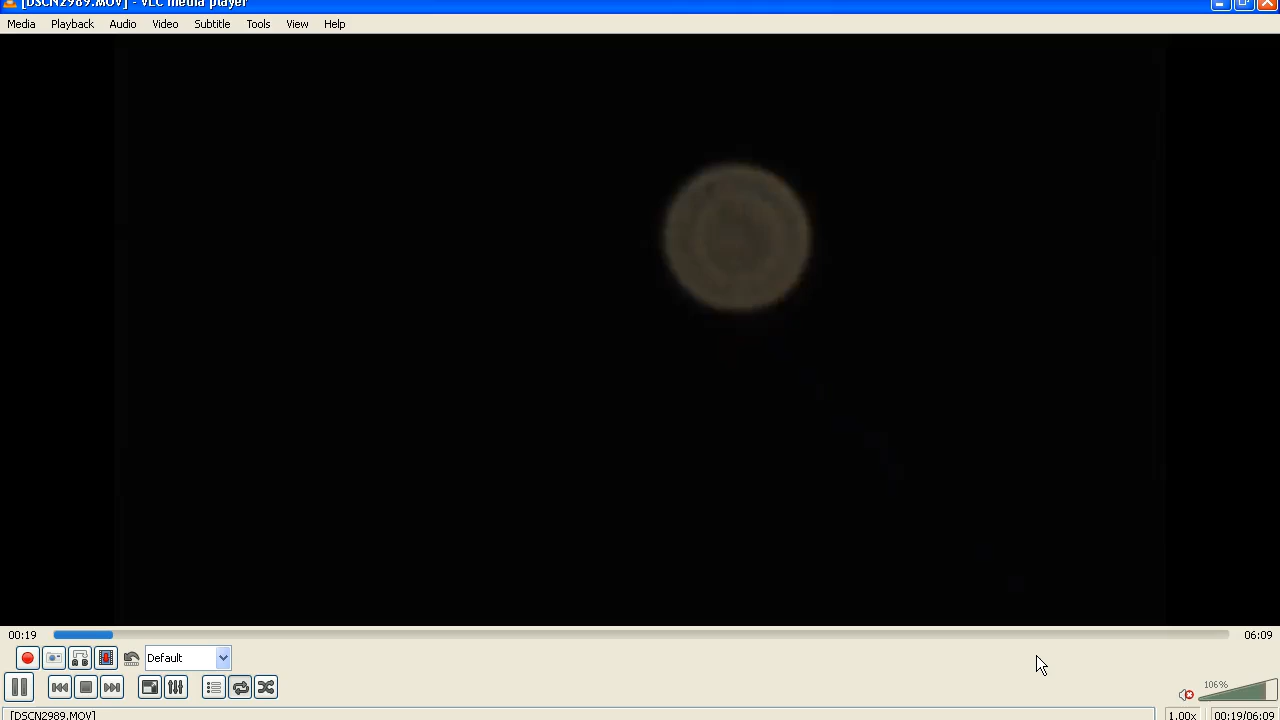 [DSCN2989.MOV] - VLC media player
Media Playback Audio Video Subtitle Tools View Help
00:19 06:09
Default
106%
[DSCN2989.MOV] 1.00x 00:19/06:09